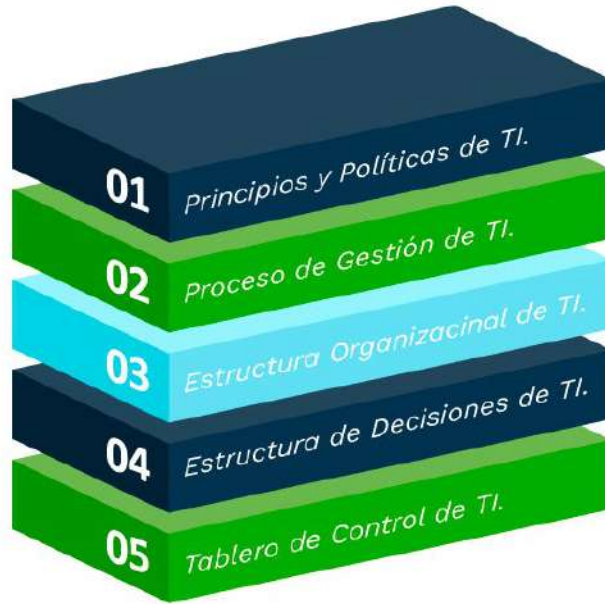 01 Principios y Políticas de TI.
02 Proceso de Gestión de TI.
03 Estructura Organizacinal de TI.
04 Estructura de Decisiones de TI.
05 Tablero de Control de TI.